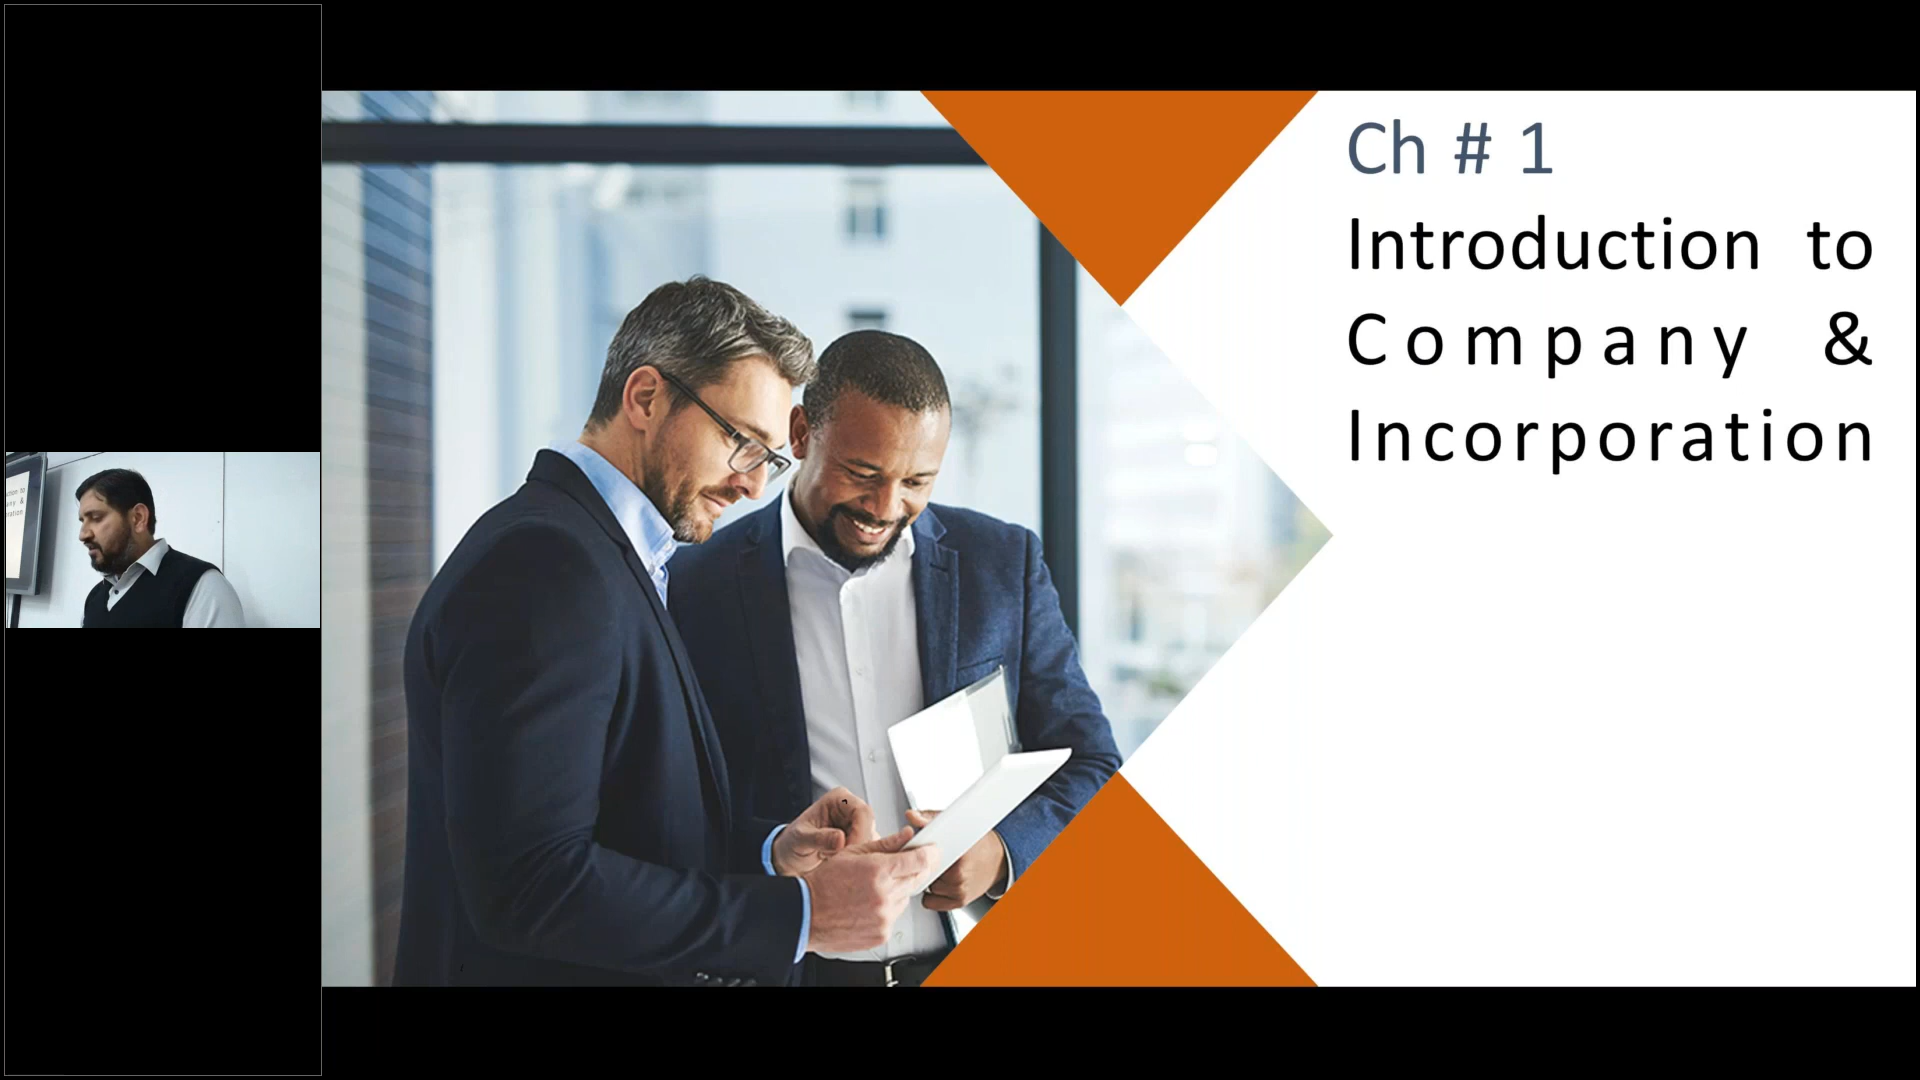 Ch # 1
Introduction to
Company &
Incorporation